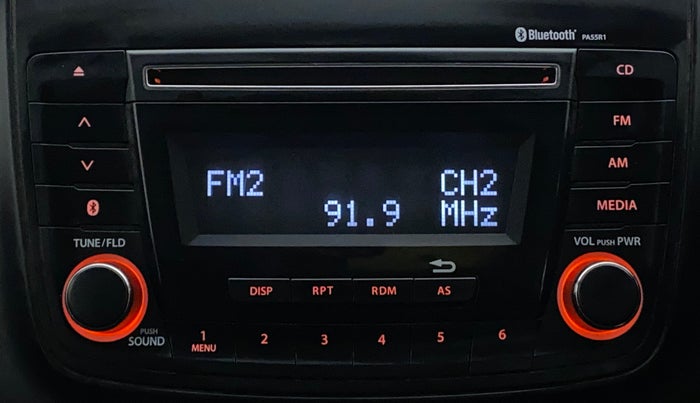 Bluetooth® PA55R1
CD
FM
FM2 CH2
AM
91.9 MHz
MEDIA
TUNE/FLD
VOL PUSH PWR
DISP RPT RDM AS
PUSH
SOUND
1 2 3 4 5 6
MENU